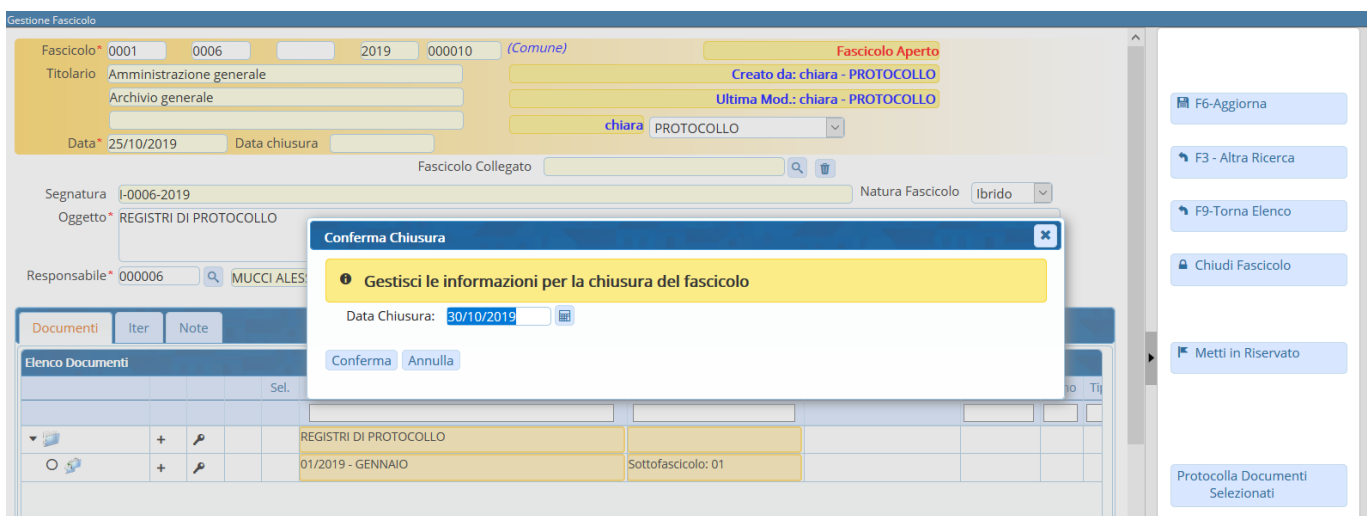 Gestione Fascicolo
Fascicolo* 0001 0006 2019 000010 (Comune) Fascicolo Aperto
Titolario Amministrazione generale Creato da: chiara - PROTOCOLLO
Archivio generale Ultima Mod.: chiara - PROTOCOLLO
chiara PROTOCOLLO
Data* 25/10/2019 Data chiusura
Fascicolo Collegato
Segnatura I-0006-2019 Natura Fascicolo Ibrido
Oggetto* REGISTRI DI PROTOCOLLO
Responsabile* 000006 MUCCI ALES
Conferma Chiusura
Gestisci le informazioni per la chiusura del fascicolo
Data Chiusura: 30/10/2019
Conferma Annulla
Documenti Iter Note
Elenco Documenti
Sel. no Tip
REGISTRI DI PROTOCOLLO
01/2019 - GENNAIO Sottofascicolo: 01
F6-Aggiorna
F3 - Altra Ricerca
F9-Torna Elenco
Chiudi Fascicolo
Metti in Riservato
Protocolla Documenti
Selezionati